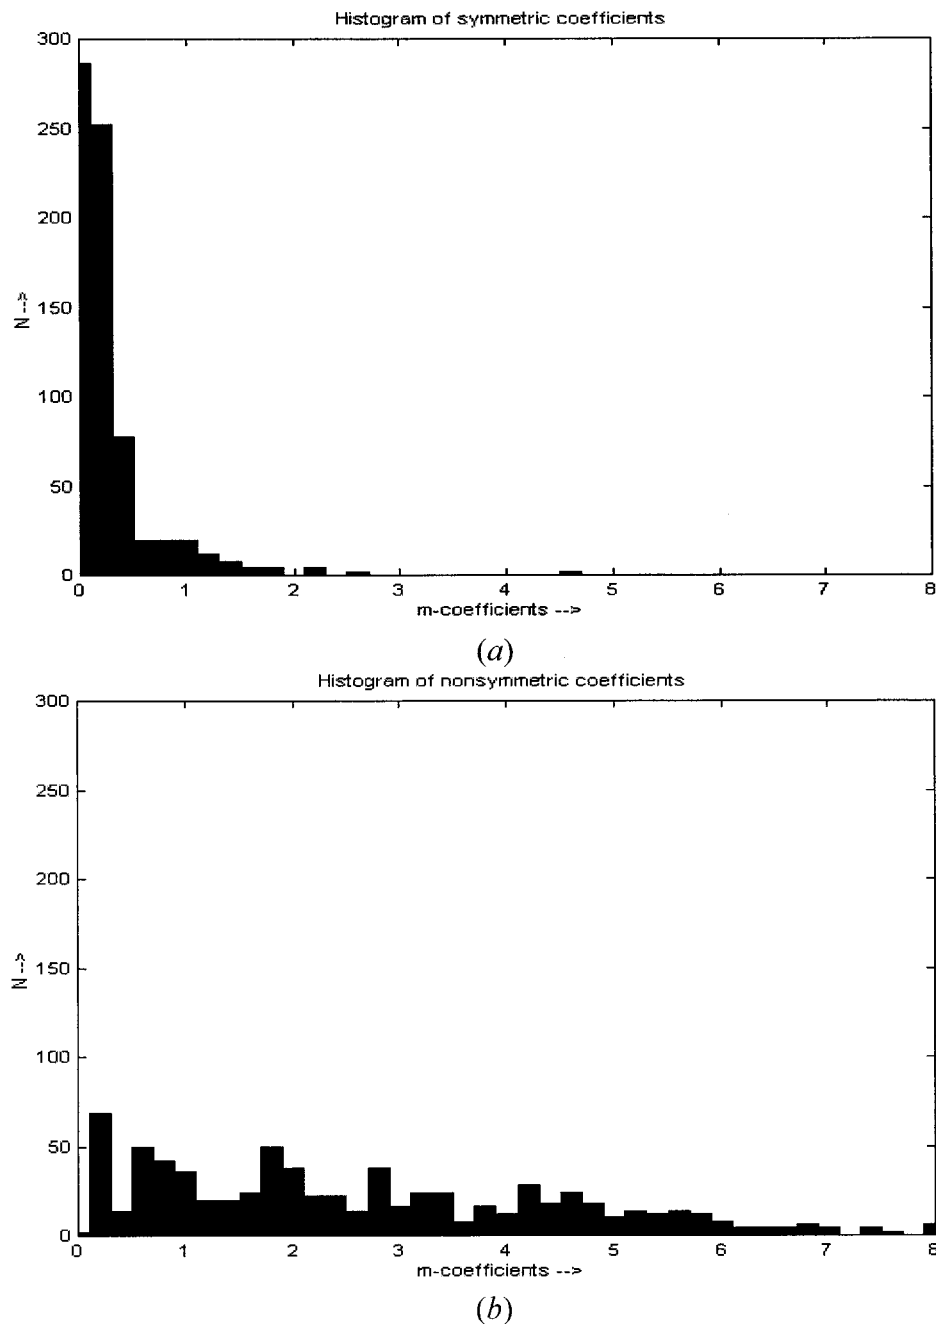 Histogram of symmetric coefficients
300
250
200
150
100
50
0
N -->
0 1 2 3 4 5 6 7 8
m-coefficients -->
(a)
Histogram of nonsymmetric coefficients
300
250
200
150
100
50
0
N -->
0 1 2 3 4 5 6 7 8
m-coefficients -->
(b)